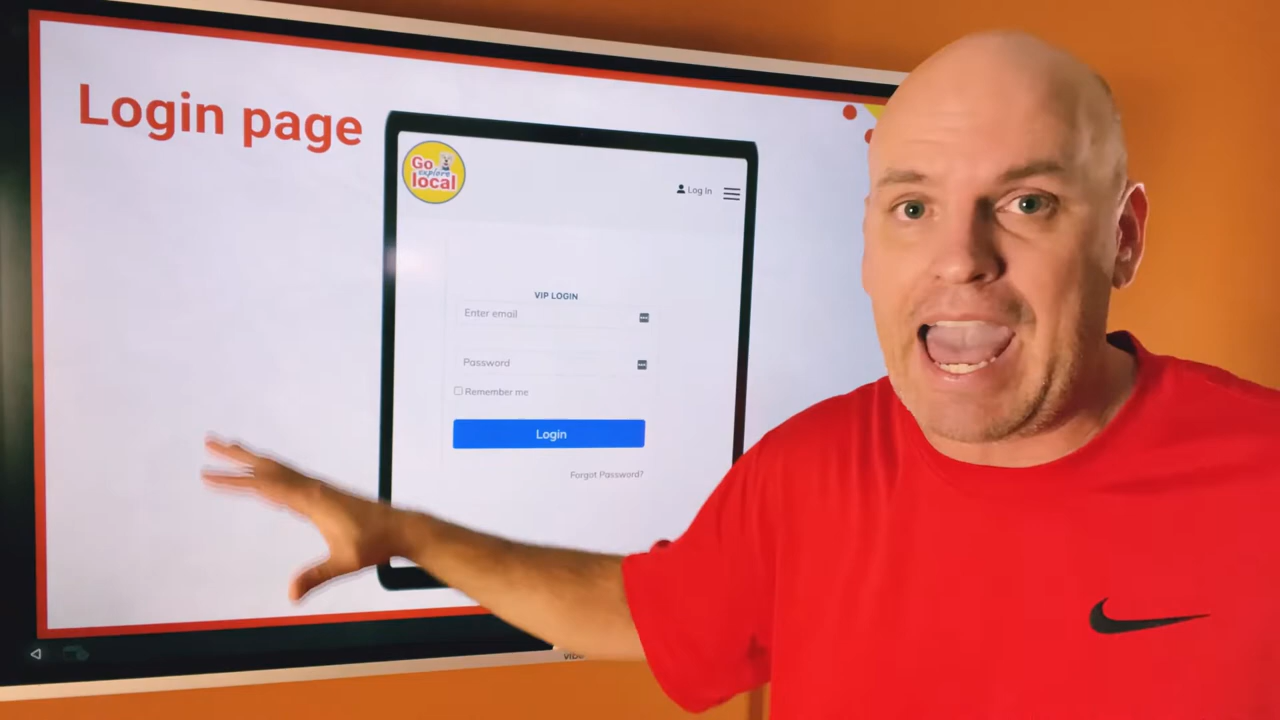 Login page
Go
explore
local
Log In
VIP LOGIN
Enter email
Password
Remember me
Login
Forgot Password?